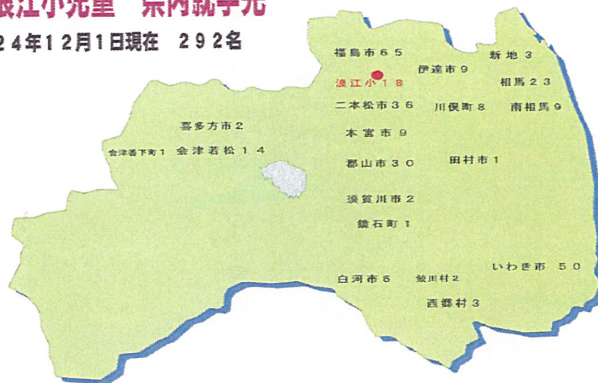 浪江小児童 県内就学先
24年12月1日現在 292名
福島市65
新地3
伊達市9
浪江小18
相馬23
二本松市36
川俣町8
南相馬9
喜多方市2
本宮市9
会津坂下町1
会津若松14
郡山市30
田村市1
須賀川市2
鏡石町1
いわき市 50
白河市5
鮫川村2
西郷村3